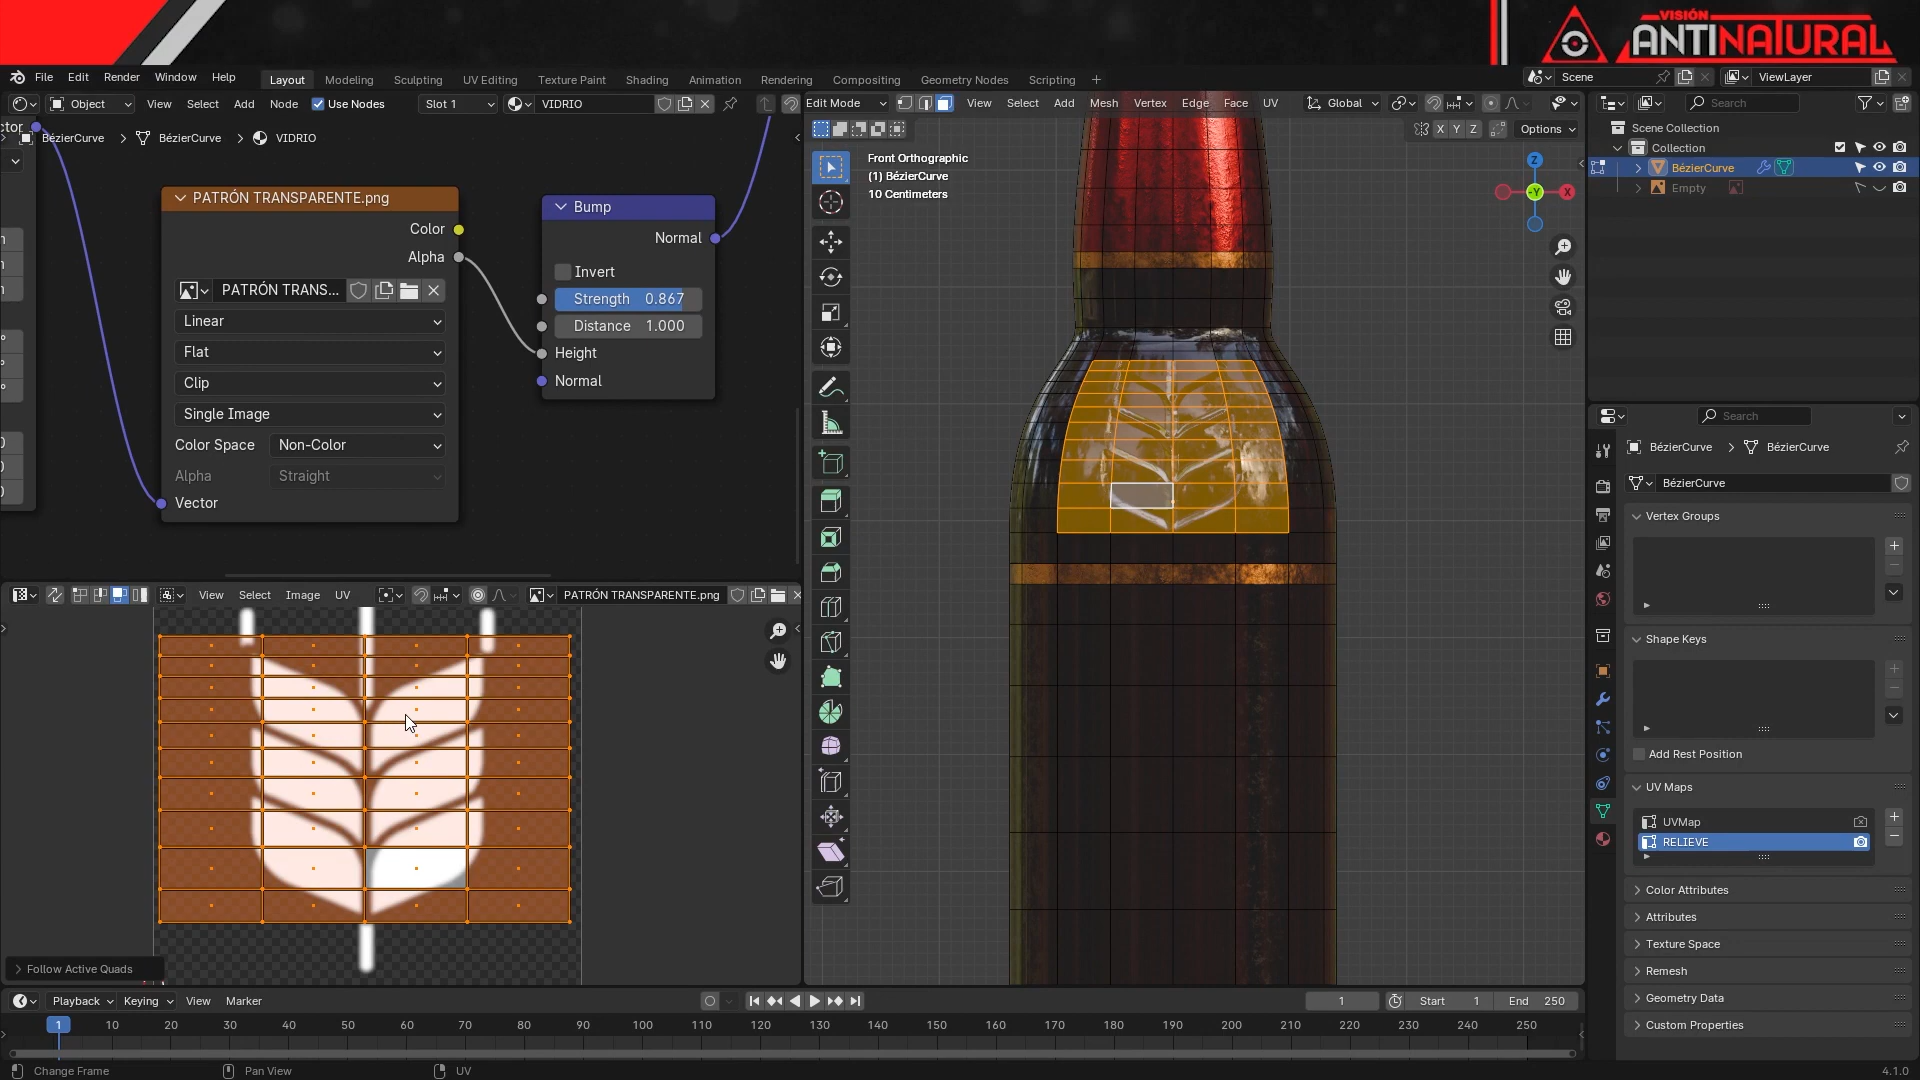 VISIÓN
ANTINATURAL
File Edit Render Window Help
Layout Modeling Sculpting UV Editing Texture Paint Shading Animation Rendering Compositing Geometry Nodes Scripting +
Scene
ViewLayer
Object View Select Add Node Use Nodes Slot 1 VIDRIO
Edit Mode View Select Add Mesh Vertex Edge Face UV Global
Search
ctor
BézierCurve > BézierCurve > VIDRIO
X Y Z Options
Scene Collection
Collection
BézierCurve
Empty
PATRÓN TRANSPARENTE.png
Color
Alpha
PATRÓN TRANS...
Linear
Flat
Clip
Single Image
Color Space Non-Color
Alpha Straight
Vector
Bump
Normal
Invert
Strength 0.867
Distance 1.000
Height
Normal
Front Orthographic
(1) BézierCurve
10 Centimeters
Z
-Y
X
View Select Image UV PATRÓN TRANSPARENTE.png
Follow Active Quads
Search
BézierCurve > BézierCurve
BézierCurve
Vertex Groups
Shape Keys
Add Rest Position
UV Maps
UVMap
RELIEVE
Color Attributes
Attributes
Texture Space
Remesh
Geometry Data
Custom Properties
Playback Keying View Marker
1 Start 1 End 250
1 10 20 30 40 50 60 70 80 90 100 110 120 130 140 150 160 170 180 190 200 210 220 230 240 250
Change Frame Pan View UV 4.1.0